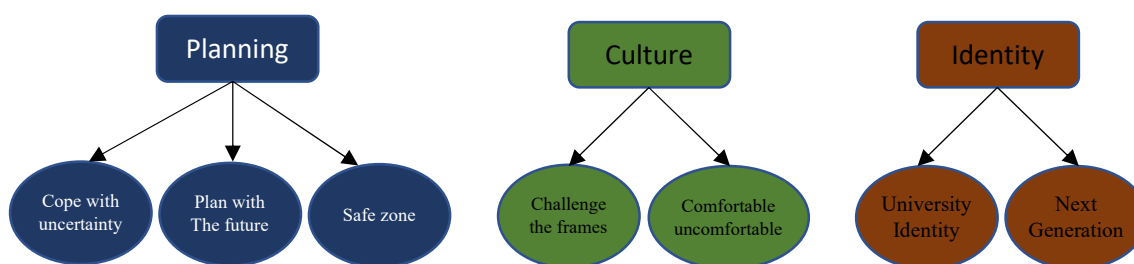 Planning
Culture
Identity
Cope with
uncertainty
Plan with
The future
Safe zone
Challenge
the frames
Comfortable
uncomfortable
University
Identity
Next
Generation